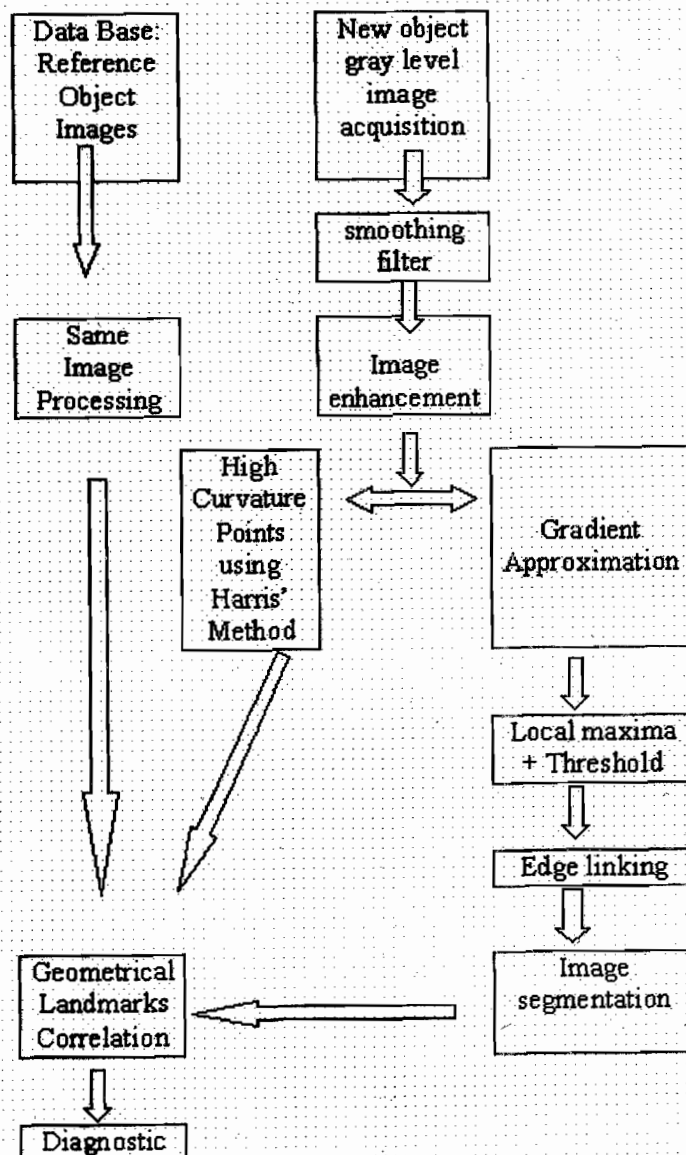 Data Base:
Reference
Object
Images
New object
gray level
image
acquisition
smoothing
filter
Same
Image
Processing
Image
enhancement
High
Curvature
Points
using
Harris'
Method
Gradient
Approximation
Local maxima
+ Threshold
Edge linking
Geometrical
Landmarks
Correlation
Image
segmentation
Diagnostic